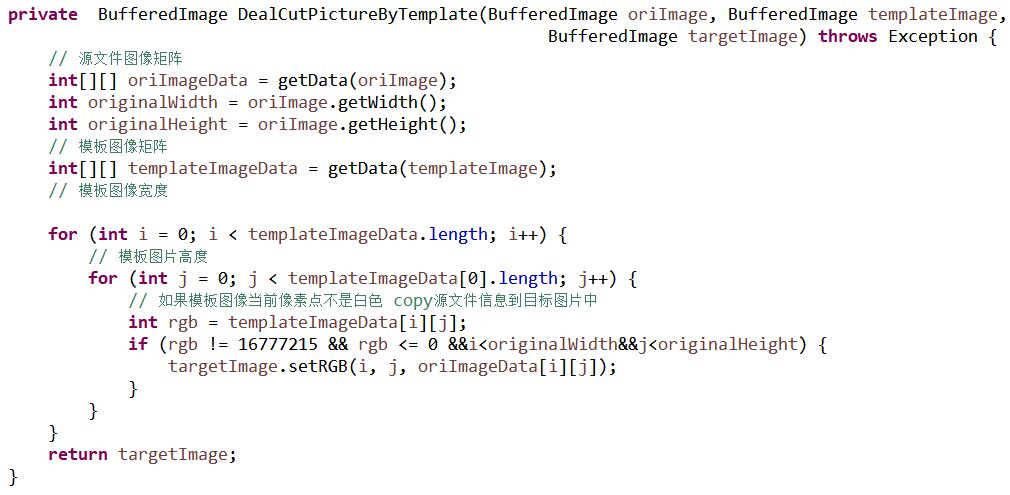 private  BufferedImage DealCutPictureByTemplate(BufferedImage oriImage, BufferedImage templateImage,
BufferedImage targetImage) throws Exception {
// 源文件图像矩阵
int[][] oriImageData = getData(oriImage);
int originalWidth = oriImage.getWidth();
int originalHeight = oriImage.getHeight();
// 模板图像矩阵
int[][] templateImageData = getData(templateImage);
// 模板图像宽度
for (int i = 0; i < templateImageData.length; i++) {
// 模板图片高度
for (int j = 0; j < templateImageData[0].length; j++) {
// 如果模板图像当前像素点不是白色 copy源文件信息到目标图片中
int rgb = templateImageData[i][j];
if (rgb != 16777215 && rgb <= 0 &&i<originalWidth&&j<originalHeight) {
targetImage.setRGB(i, j, oriImageData[i][j]);
}
}
}
return targetImage;
}